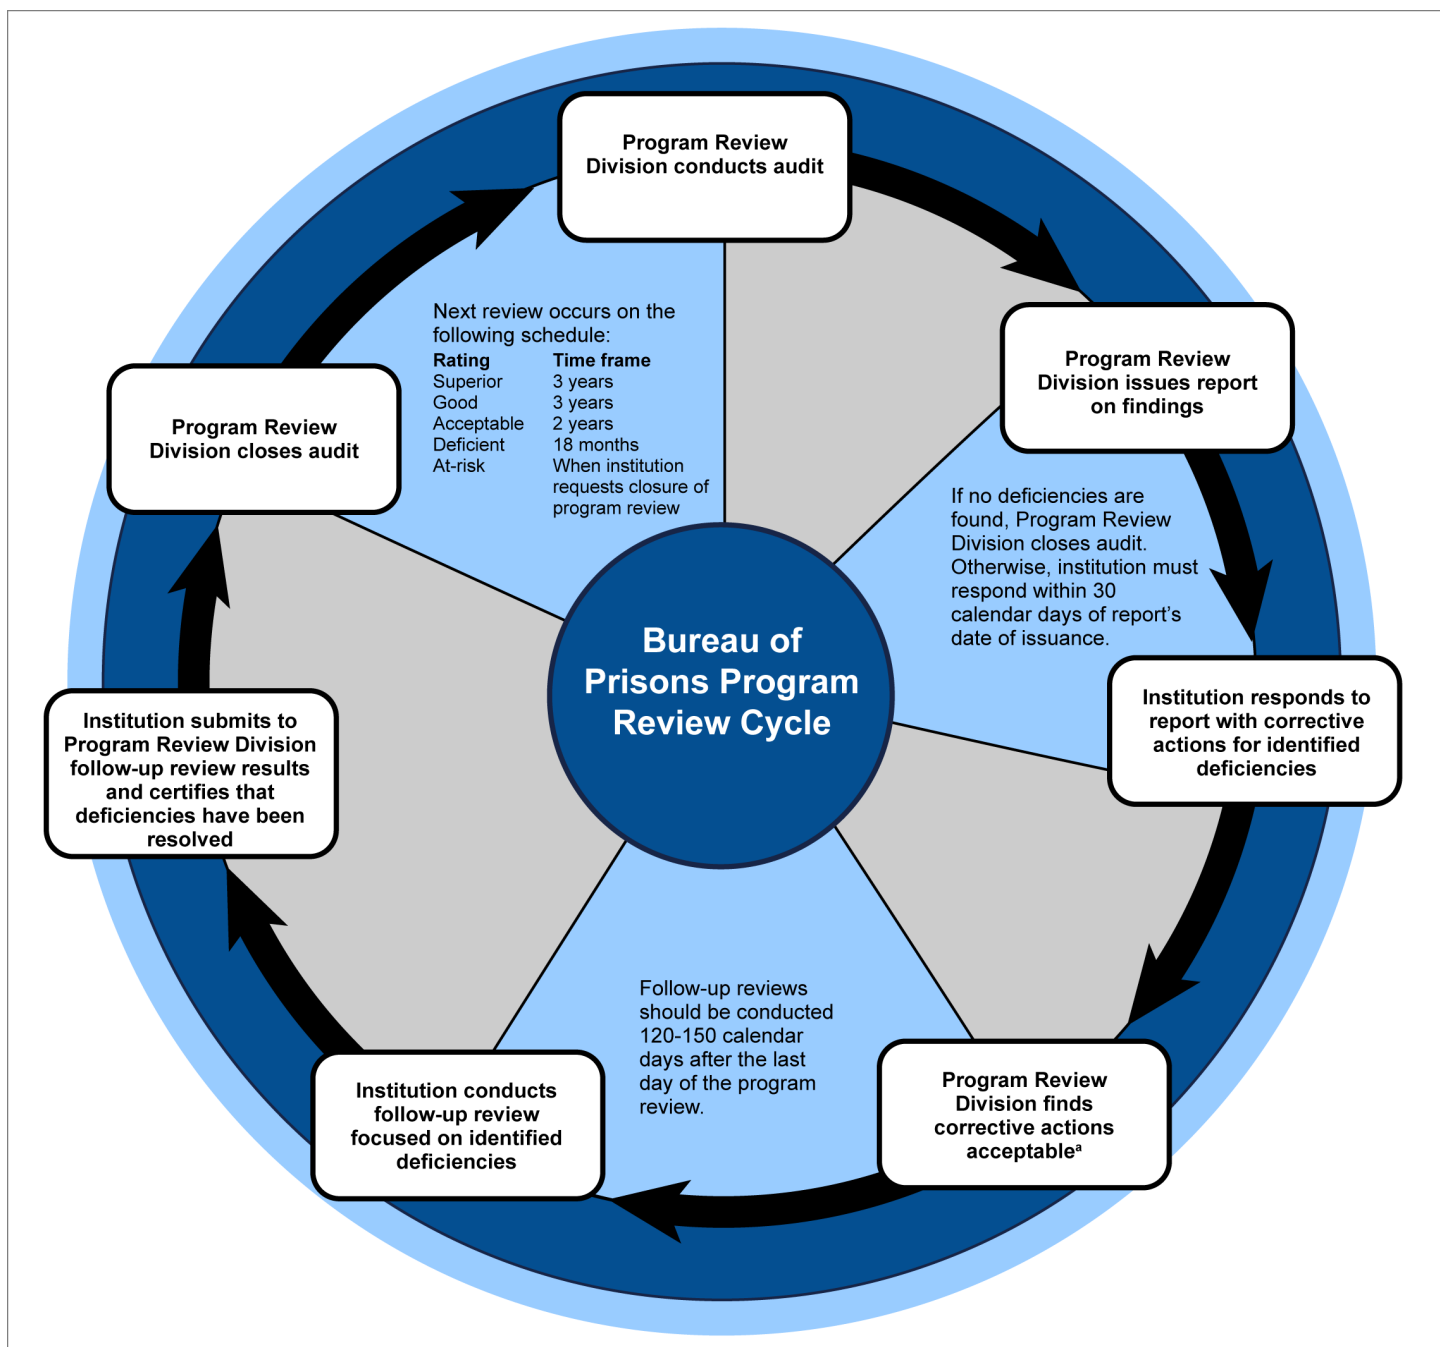 Program Review
Division conducts audit
Program Review
Division issues report
on findings
If no deficiencies are
found, Program Review
Division closes audit.
Otherwise, institution must
respond within 30
calendar days of report’s
date of issuance.
Institution responds to
report with corrective
actions for identified
deficiencies
Program Review
Division finds
corrective actions
acceptableᵃ
Follow-up reviews
should be conducted
120-150 calendar
days after the last
day of the program
review.
Institution conducts
follow-up review
focused on identified
deficiencies
Institution submits to
Program Review Division
follow-up review results
and certifies that
deficiencies have been
resolved
Program Review
Division closes audit
Next review occurs on the
following schedule:
Rating Time frame
Superior 3 years
Good 3 years
Acceptable 2 years
Deficient 18 months
At-risk When institution
requests closure of
program review
Bureau of
Prisons Program
Review Cycle